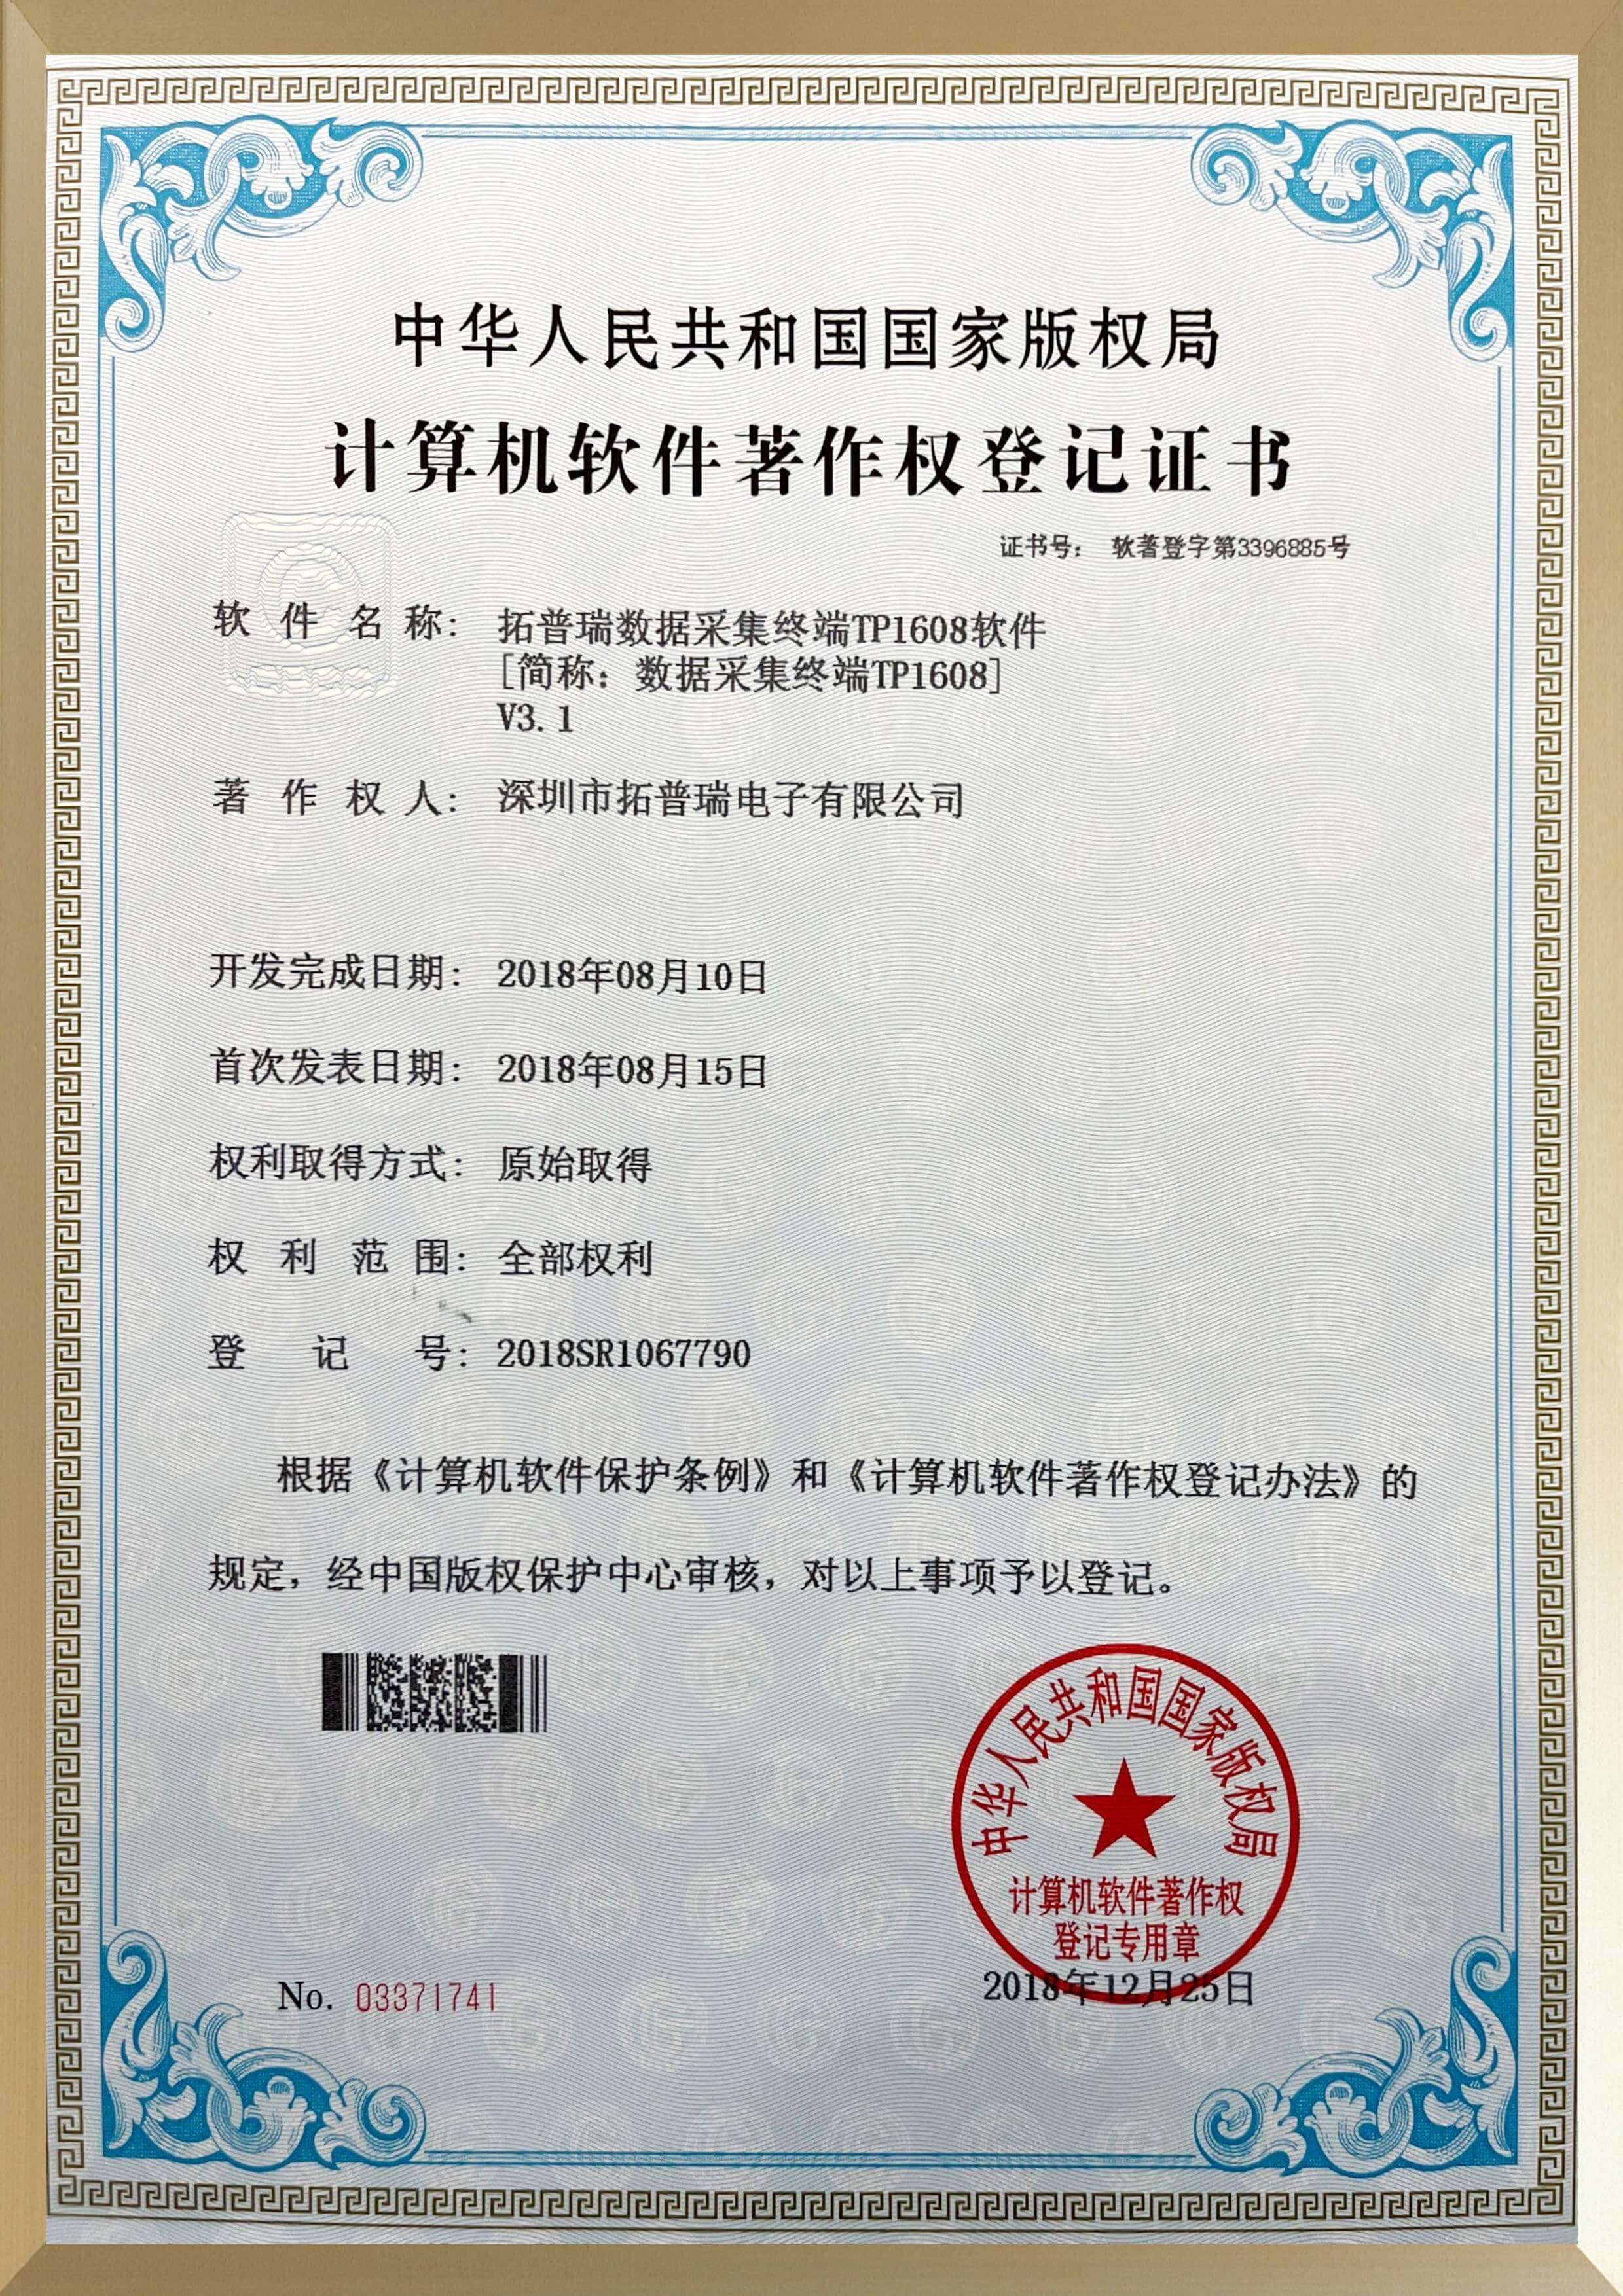 中华人民共和国国家版权局
计算机软件著作权登记证书
证书号： 软著登字第3396885号
软件名称： 拓普瑞数据采集终端TP1608软件
[简称：数据采集终端TP1608]
V3.1
著作权人： 深圳市拓普瑞电子有限公司
开发完成日期： 2018年08月10日
首次发表日期： 2018年08月15日
权利取得方式： 原始取得
权利范围： 全部权利
登记号： 2018SR1067790
根据《计算机软件保护条例》和《计算机软件著作权登记办法》的
规定，经中国版权保护中心审核，对以上事项予以登记。
中华人民共和国国家版权局
计算机软件著作权
登记专用章
No. 03371741
2018年12月25日